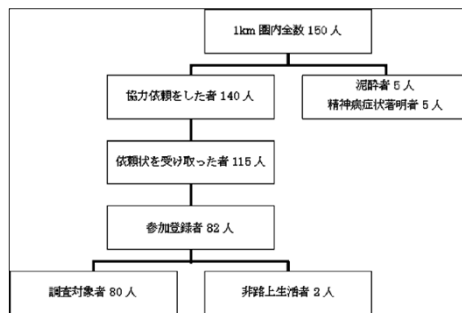 1km 圏内全数 150 人
協力依頼をした者 140 人
泥酔者 5 人
精神病症状著明者 5 人
依頼状を受け取った者 115 人
参加登録者 82 人
調査対象者 80 人
非路上生活者 2 人